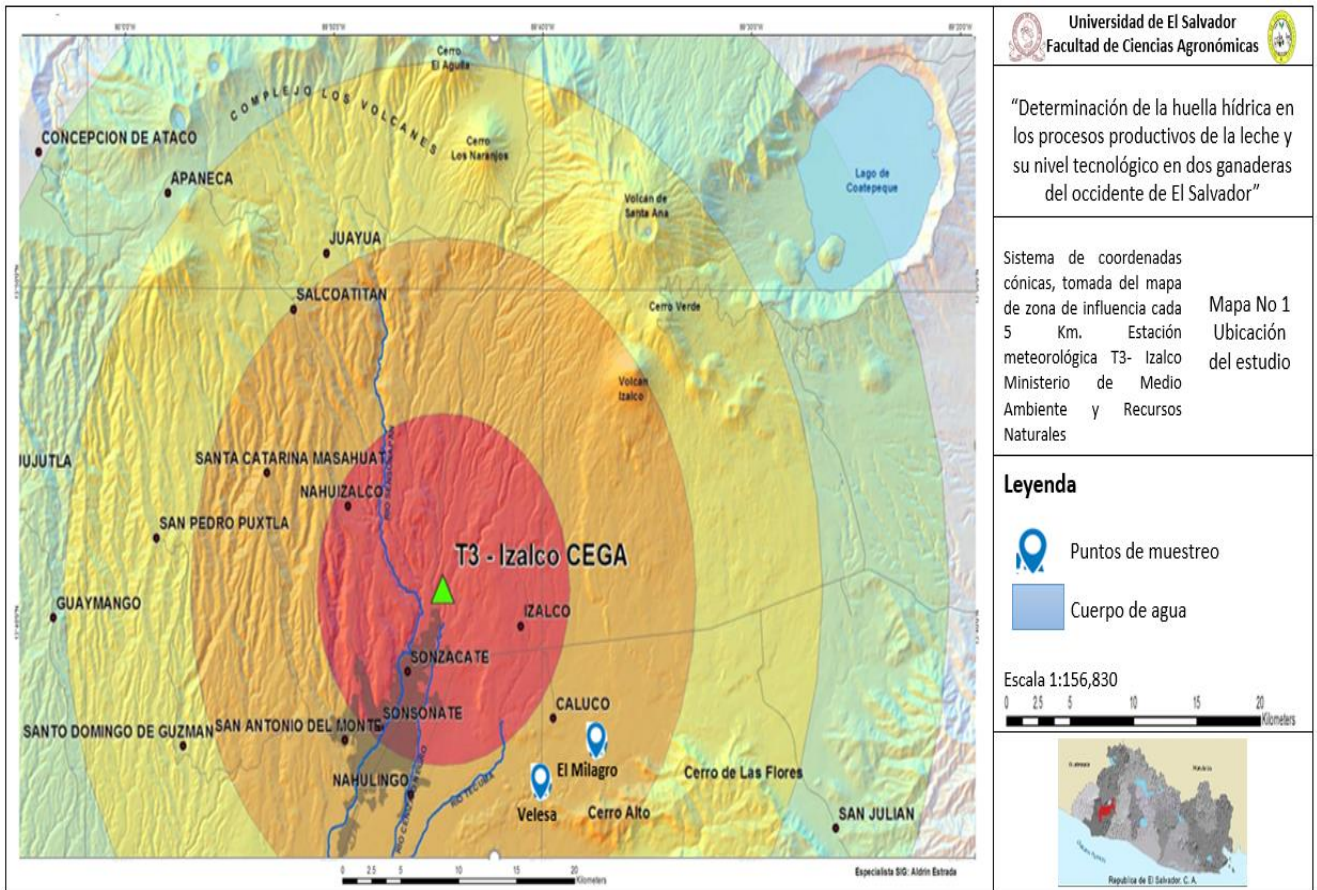 Cerro
El Aguila
COMPLEJO LOS VOLCANES
CONCEPCION DE ATACO
Cerro
Los Naranjos
APANECA
Lago de
Coatepeque
Volcan de
Santa Ana
JUAYUA
SALCOATITAN
Cerro Verde
Volcan
Izalco
SANTA CATARINA MASAHUAT
JUJUTLA
NAHUIZALCO
SAN PEDRO PUXTLA
T3 - Izalco CEGA
GUAYMANGO
IZALCO
SONZACATE
CALUCO
SANTO DOMINGO DE GUZMAN
SAN ANTONIO DEL MONTE
SONSONATE
El Milagro
Cerro de Las Flores
NAHULINGO
Velesa
Cerro Alto
SAN JULIAN
0 2.5 5 10 15 20
Kilometers
Especialista SIG: Aldrin Estrada
Universidad de El Salvador
Facultad de Ciencias Agronómicas
“Determinación de la huella hídrica en
los procesos productivos de la leche y
su nivel tecnológico en dos ganaderas
del occidente de El Salvador”
Sistema de coordenadas
cónicas, tomada del mapa
de zona de influencia cada
5 Km. Estación
meteorológica T3- Izalco
Ministerio de Medio
Ambiente y Recursos
Naturales
Mapa No 1
Ubicación
del estudio
Leyenda
Puntos de muestreo
Cuerpo de agua
Escala 1:156,830
0 2.5 5 10 15 20
Kilometers
Republica de El Salvador, C. A.